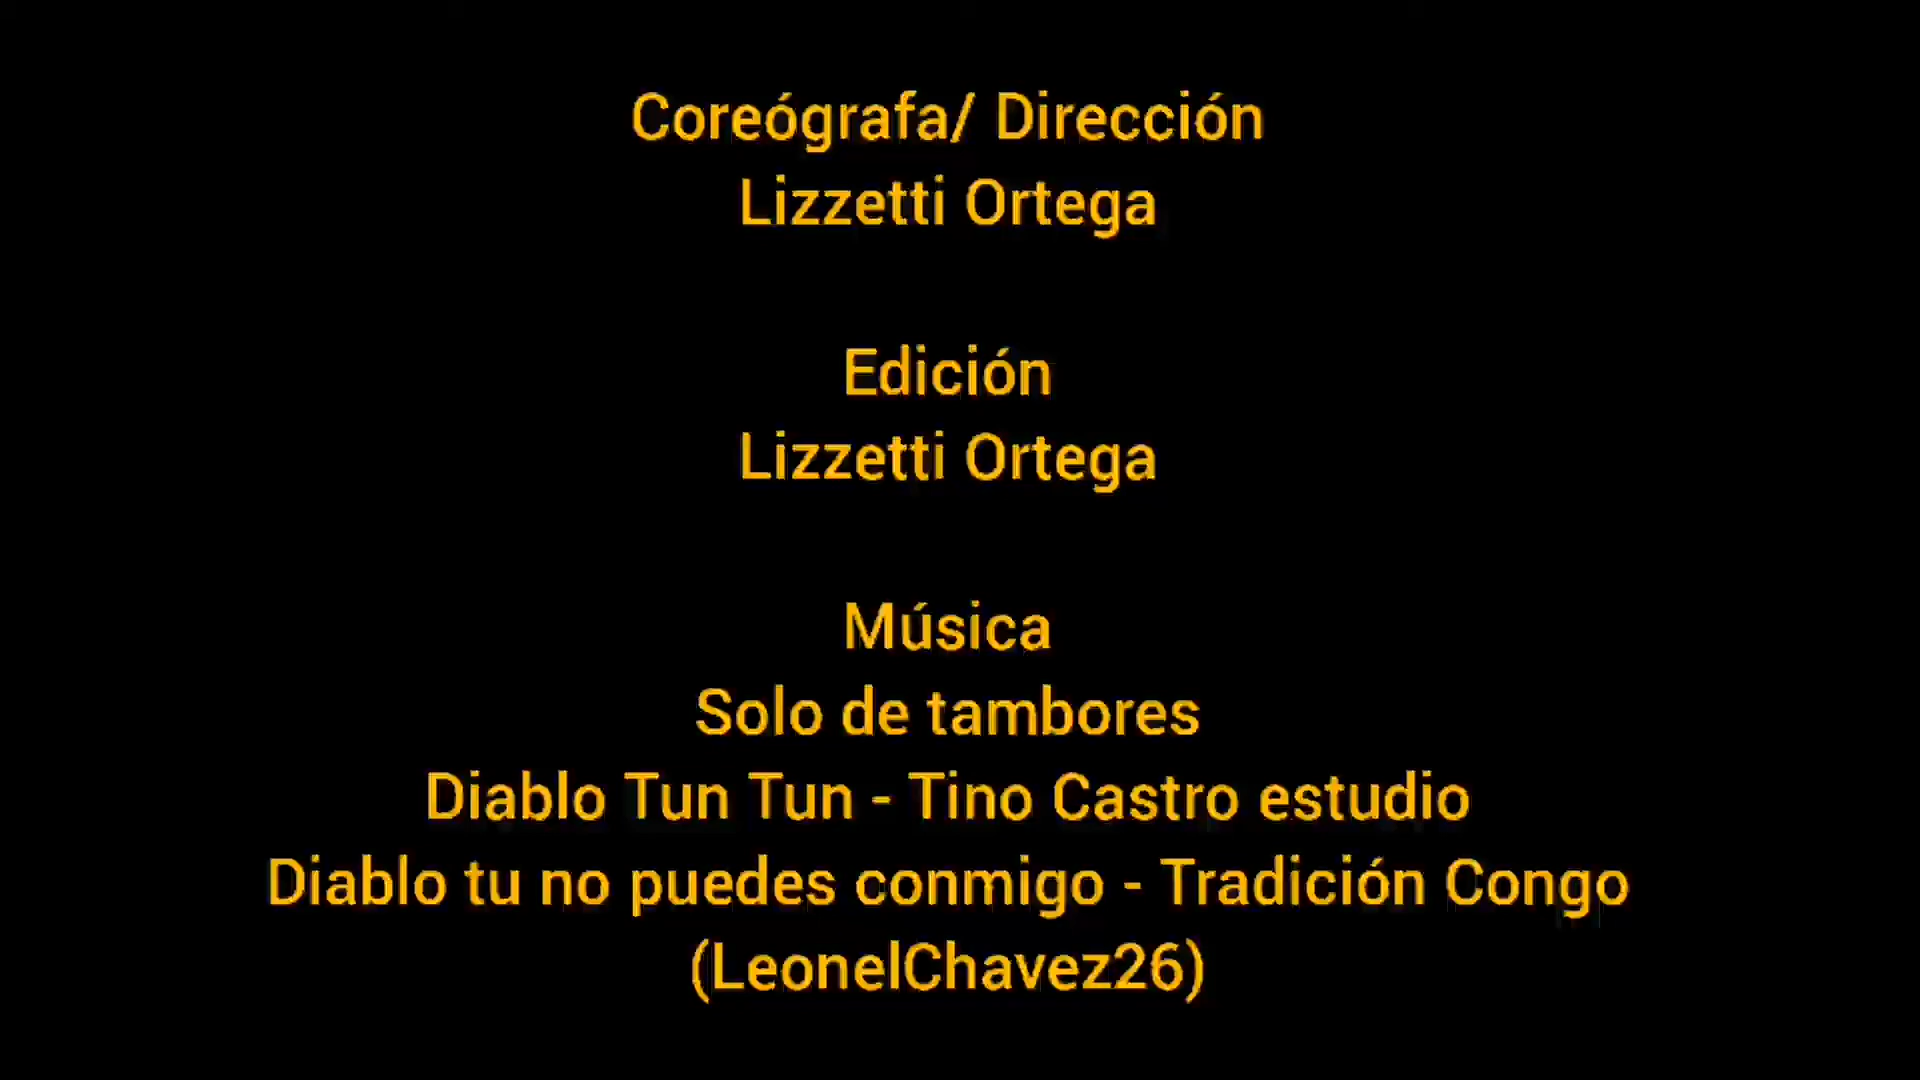 Coreógrafa/ Dirección
Lizzetti Ortega
Edición
Lizzetti Ortega
Música
Solo de tambores
Diablo Tun Tun - Tino Castro estudio
Diablo tu no puedes conmigo - Tradición Congo
(LeonelChavez26)